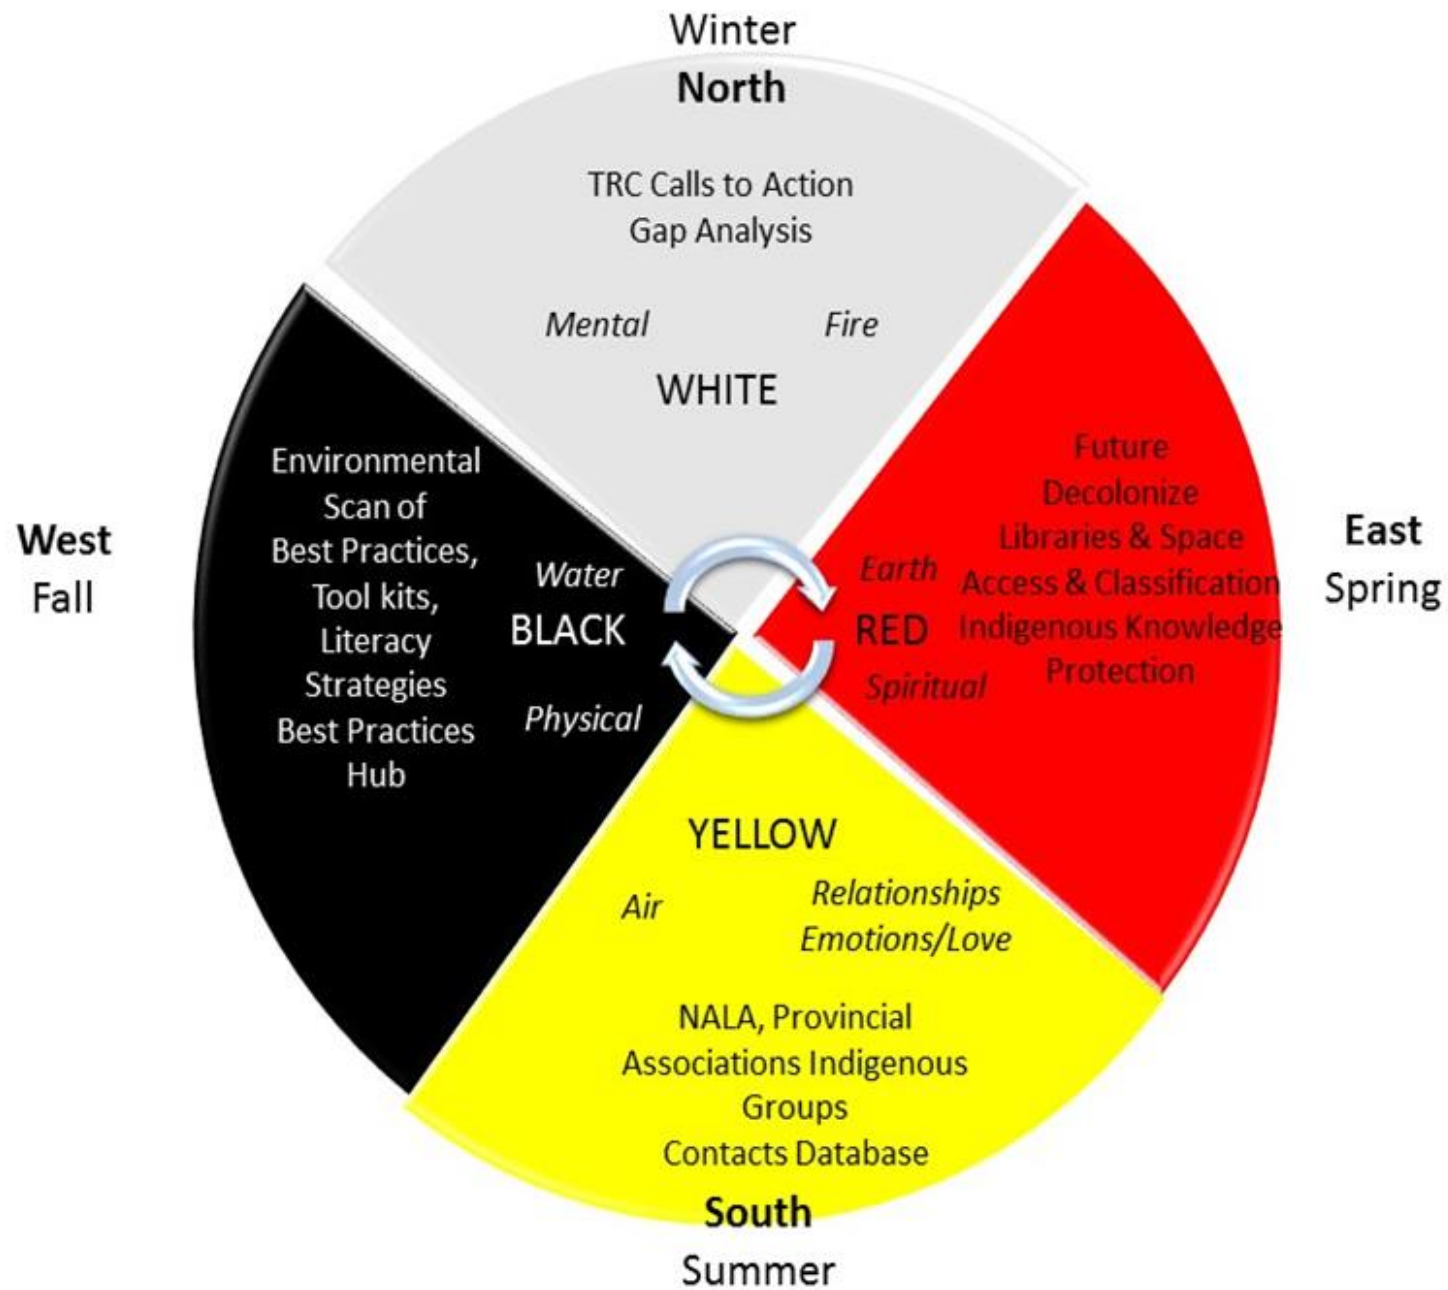 Winter
North
TRC Calls to Action
Gap Analysis
Mental
Fire
WHITE
West
Fall
Environmental
Scan of
Best Practices,
Tool kits,
Literacy
Strategies
Best Practices
Hub
Water
BLACK
Physical
Earth
RED
Spiritual
Future
Decolonize
Libraries & Space
Access & Classification
Indigenous Knowledge
Protection
East
Spring
YELLOW
Air
Relationships
Emotions/Love
NALA, Provincial
Associations Indigenous
Groups
Contacts Database
South
Summer